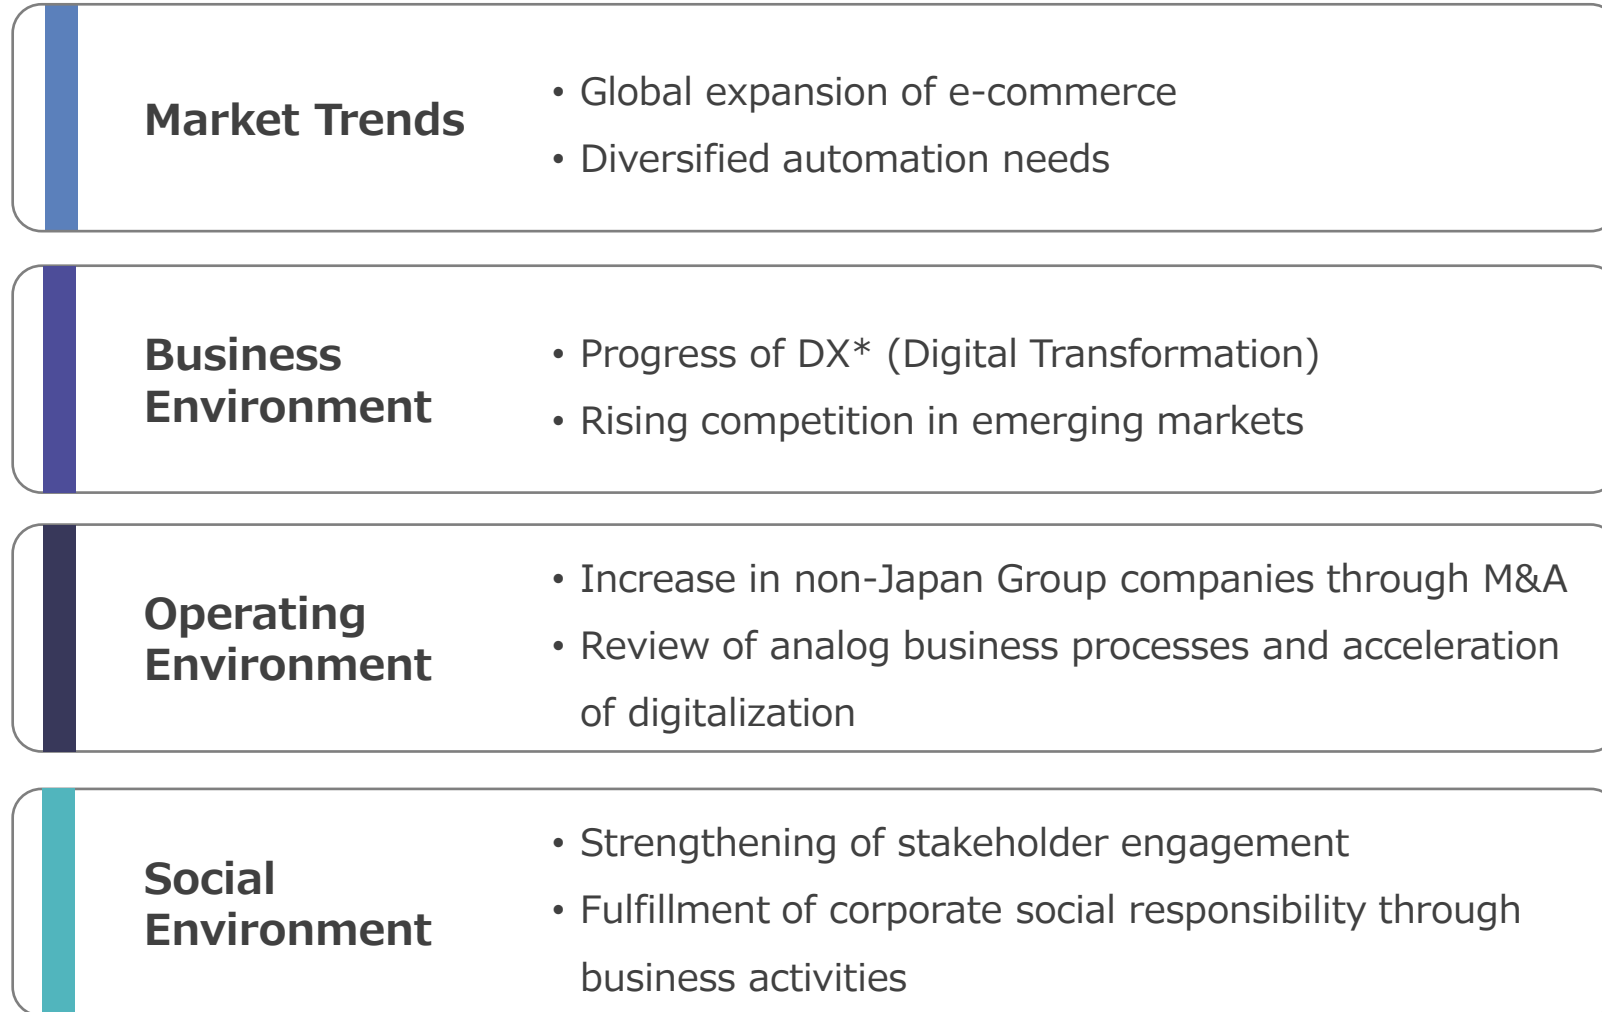 Market Trends
• Global expansion of e-commerce
• Diversified automation needs
Business
Environment
• Progress of DX* (Digital Transformation)
• Rising competition in emerging markets
Operating
Environment
• Increase in non-Japan Group companies through M&A
• Review of analog business processes and acceleration
of digitalization
Social
Environment
• Strengthening of stakeholder engagement
• Fulfillment of corporate social responsibility through
business activities